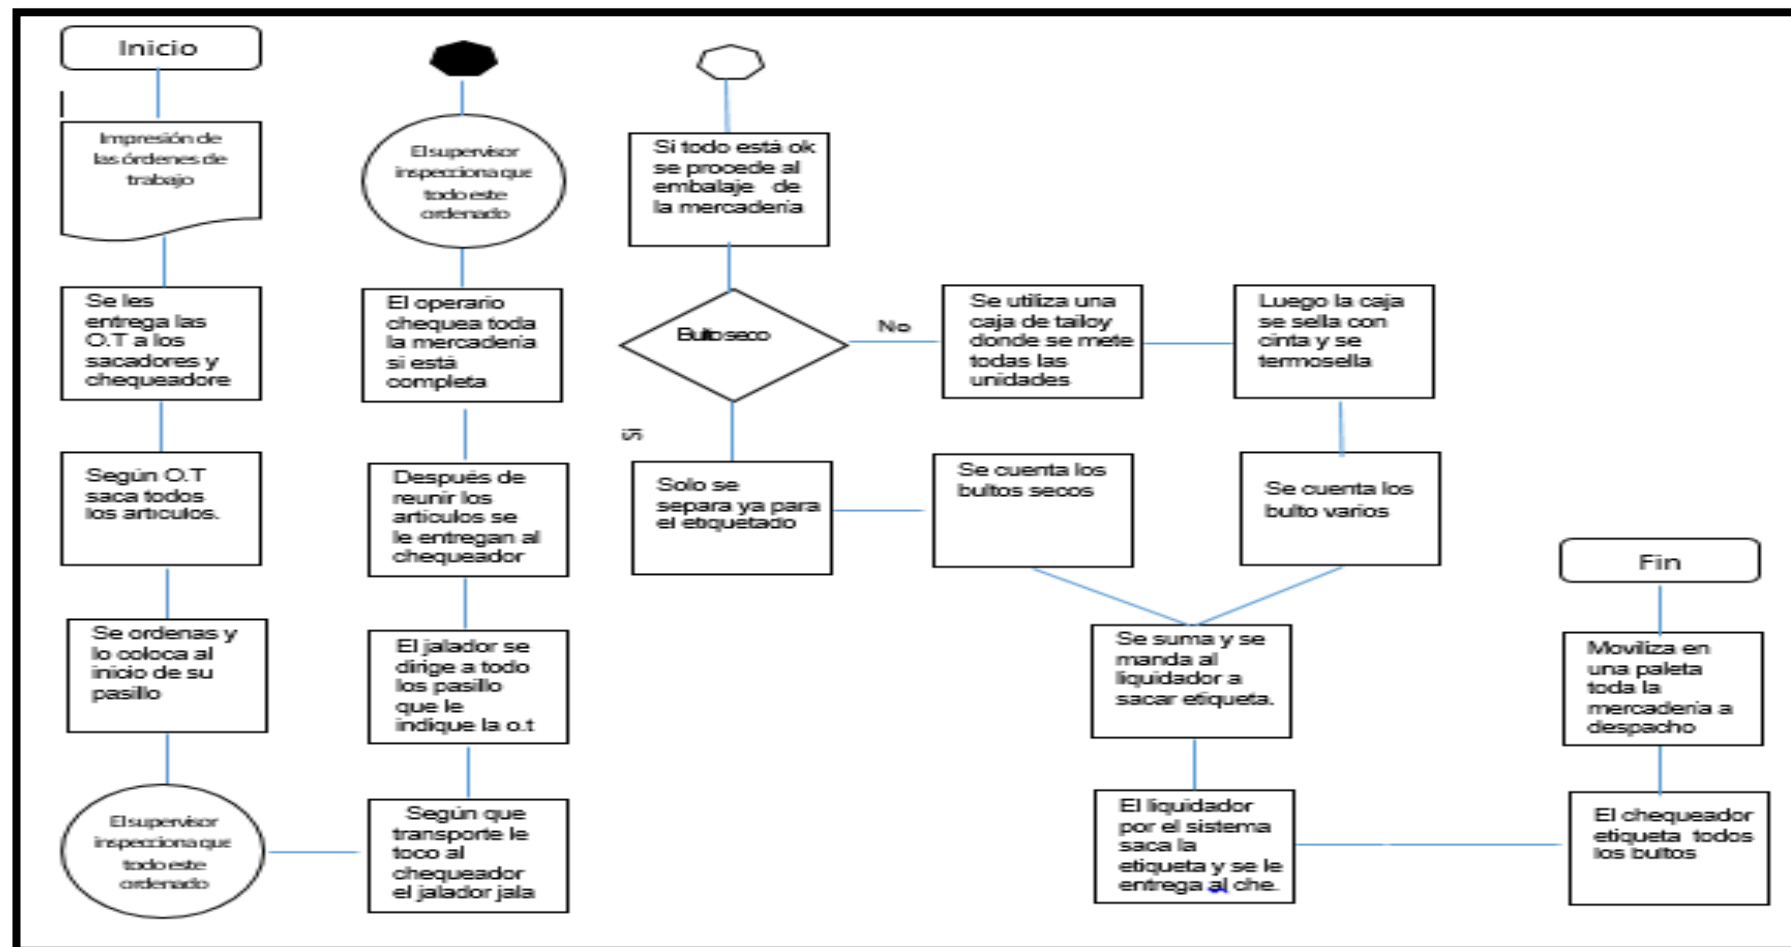 Inicio
Impresión de
las órdenes de
trabajo
Se les
entrega las
O.T a los
sacadores y
chequeadore
Según O.T
saca todos
los articulos.
Se ordenas y
lo coloca al
inicio de su
pasillo
El supervisor
inspecciona que
todo este
ordenado
El supervisor
inspecciona que
todo este
ordenado
El operario
chequea toda
la mercadería
si está
completa
Después de
reunir los
articulos se
le entregan al
chequeador
El jalador se
dirige a todo
los pasillo
que le
indique la o.t
Según que
transporte le
toco al
chequeador
el jalador jala
Si todo está ok
se procede al
embalaje de
la mercadería
Bulto seco
No
Si
Se utiliza una
caja de tailoy
donde se mete
todas las
unidades
Luego la caja
se sella con
cinta y se
termosella
Solo se
separa ya para
el etiquetado
Se cuenta los
bultos secos
Se cuenta los
bulto varios
Se suma y se
manda al
liquidador a
sacar etiqueta.
El liquidador
por el sistema
saca la
etiqueta y se le
entrega al che.
Fin
Moviliza en
una paleta
toda la
mercadería a
despacho
El chequeador
etiqueta todos
los bultos